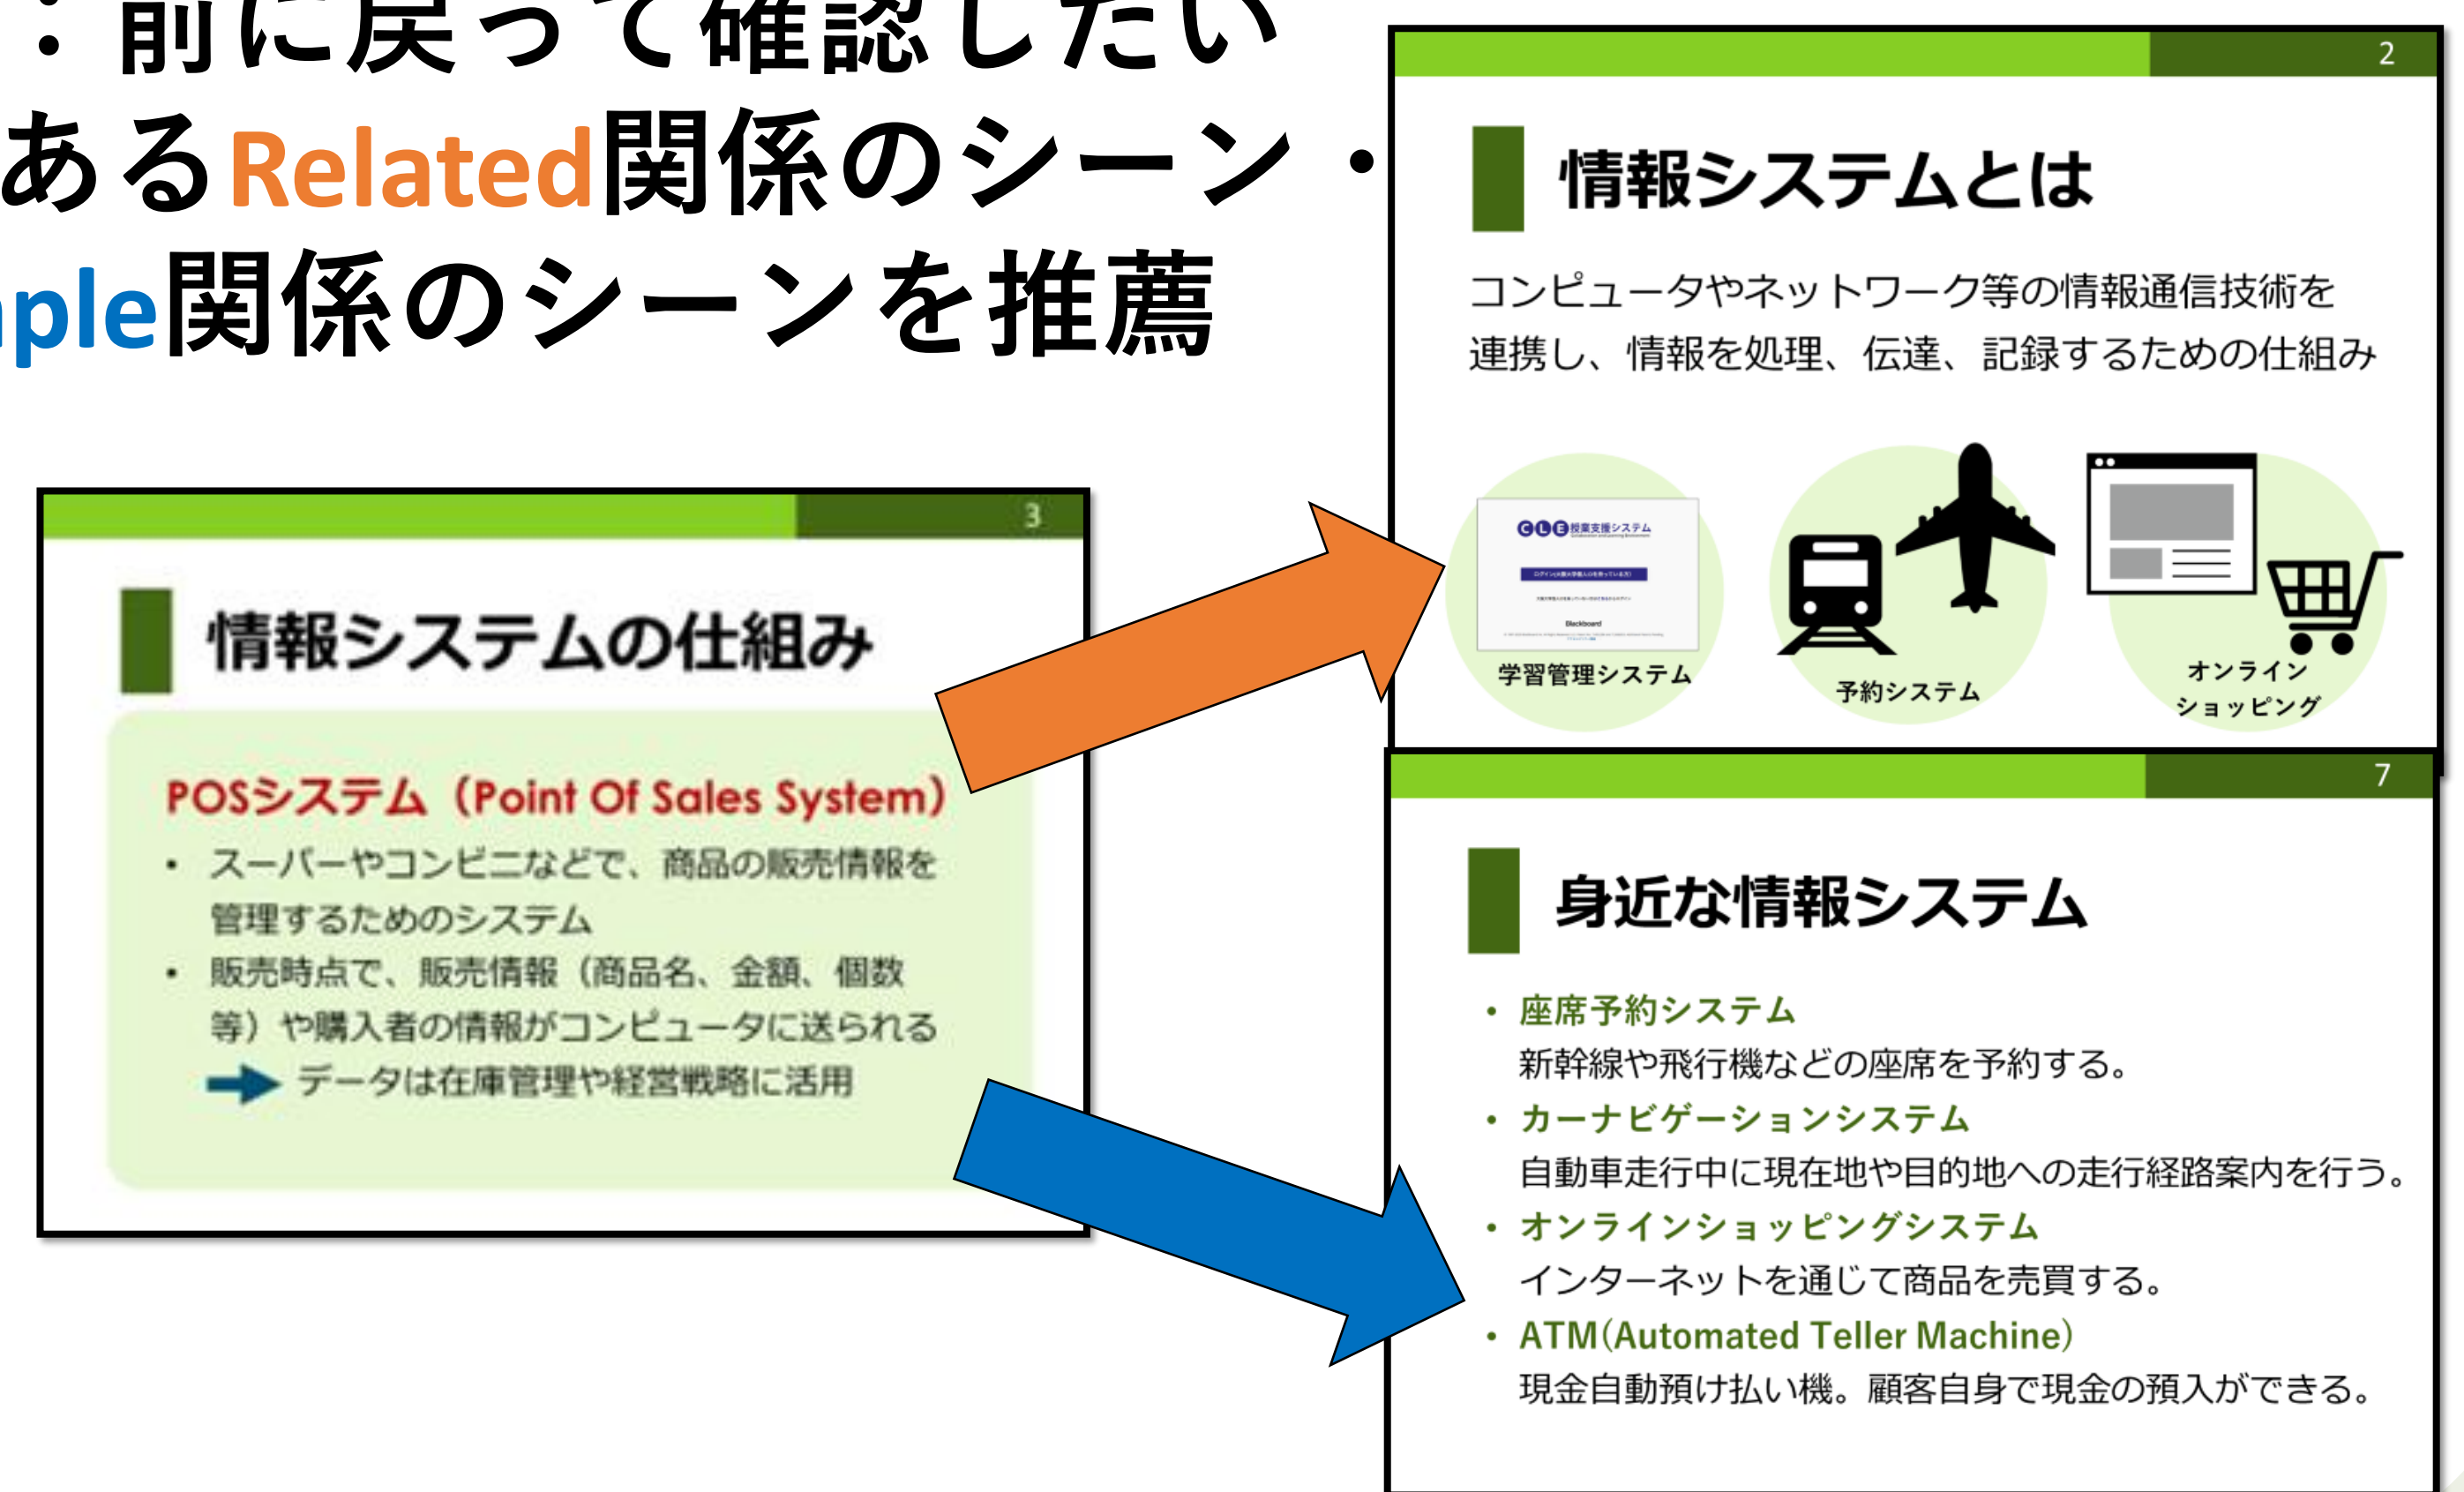 ：前に戻って確認したい
あるRelated関係のシーン・
ple関係のシーンを推薦
3
情報システムの仕組み
POSシステム（Point Of Sales System）
• スーパーやコンビニなどで、商品の販売情報を
管理するためのシステム
• 販売時点で、販売情報（商品名、金額、個数
等）や購入者の情報がコンピュータに送られる
データは在庫管理や経営戦略に活用
2
情報システムとは
コンピュータやネットワーク等の情報通信技術を
連携し、情報を処理、伝達、記録するための仕組み
CLE授業支援システム
Blackboard
学習管理システム
予約システム
オンライン
ショッピング
7
身近な情報システム
• 座席予約システム
新幹線や飛行機などの座席を予約する。
• カーナビゲーションシステム
自動車走行中に現在地や目的地への走行経路案内を行う。
• オンラインショッピングシステム
インターネットを通じて商品を売買する。
• ATM(Automated Teller Machine)
現金自動預け払い機。顧客自身で現金の預入ができる。